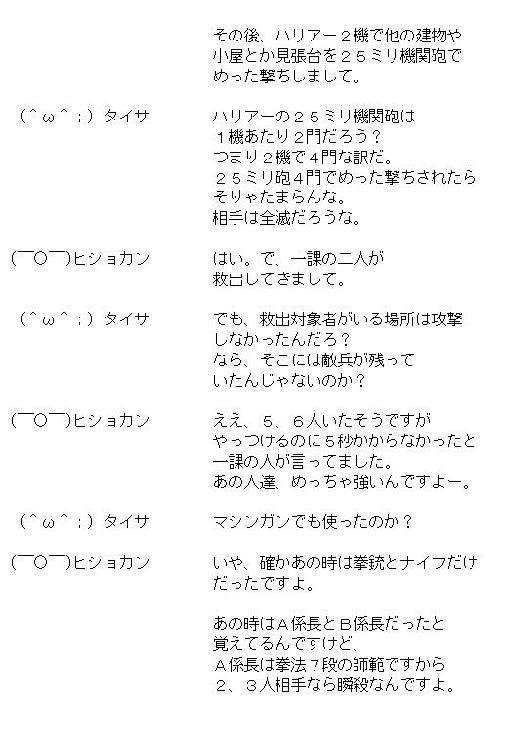 その後、ハリアー２機で他の建物や
小屋とか見張台を２５ミリ機関砲で
めった撃ちしまして。
（＾ω＾；）タイサ　ハリアーの２５ミリ機関砲は
１機あたり２門だろう？
つまり２機で４門な訳だ。
２５ミリ砲４門でめった撃ちされたら
そりゃたまらんな。
相手は全滅だろうな。
(￣○￣)ヒショカン　はい。で、一課の二人が
救出してきまして。
（＾ω＾；）タイサ　でも、救出対象者がいる場所は攻撃
しなかったんだろ？
なら、そこには敵兵が残って
いたんじゃないのか？
(￣○￣)ヒショカン　ええ、５、６人いたそうですが
やっつけるのに５秒かからなかったと
一課の人が言ってました。
あの人達、めっちゃ強いんですよー。
（＾ω＾；）タイサ　マシンガンでも使ったのか？
(￣○￣)ヒショカン　いや、確かあの時は拳銃とナイフだけ
だったですよ。
あの時はＡ係長とＢ係長だったと
覚えてるんですけど、
Ａ係長は拳法７段の師範ですから
２、３人相手なら瞬殺なんですよ。